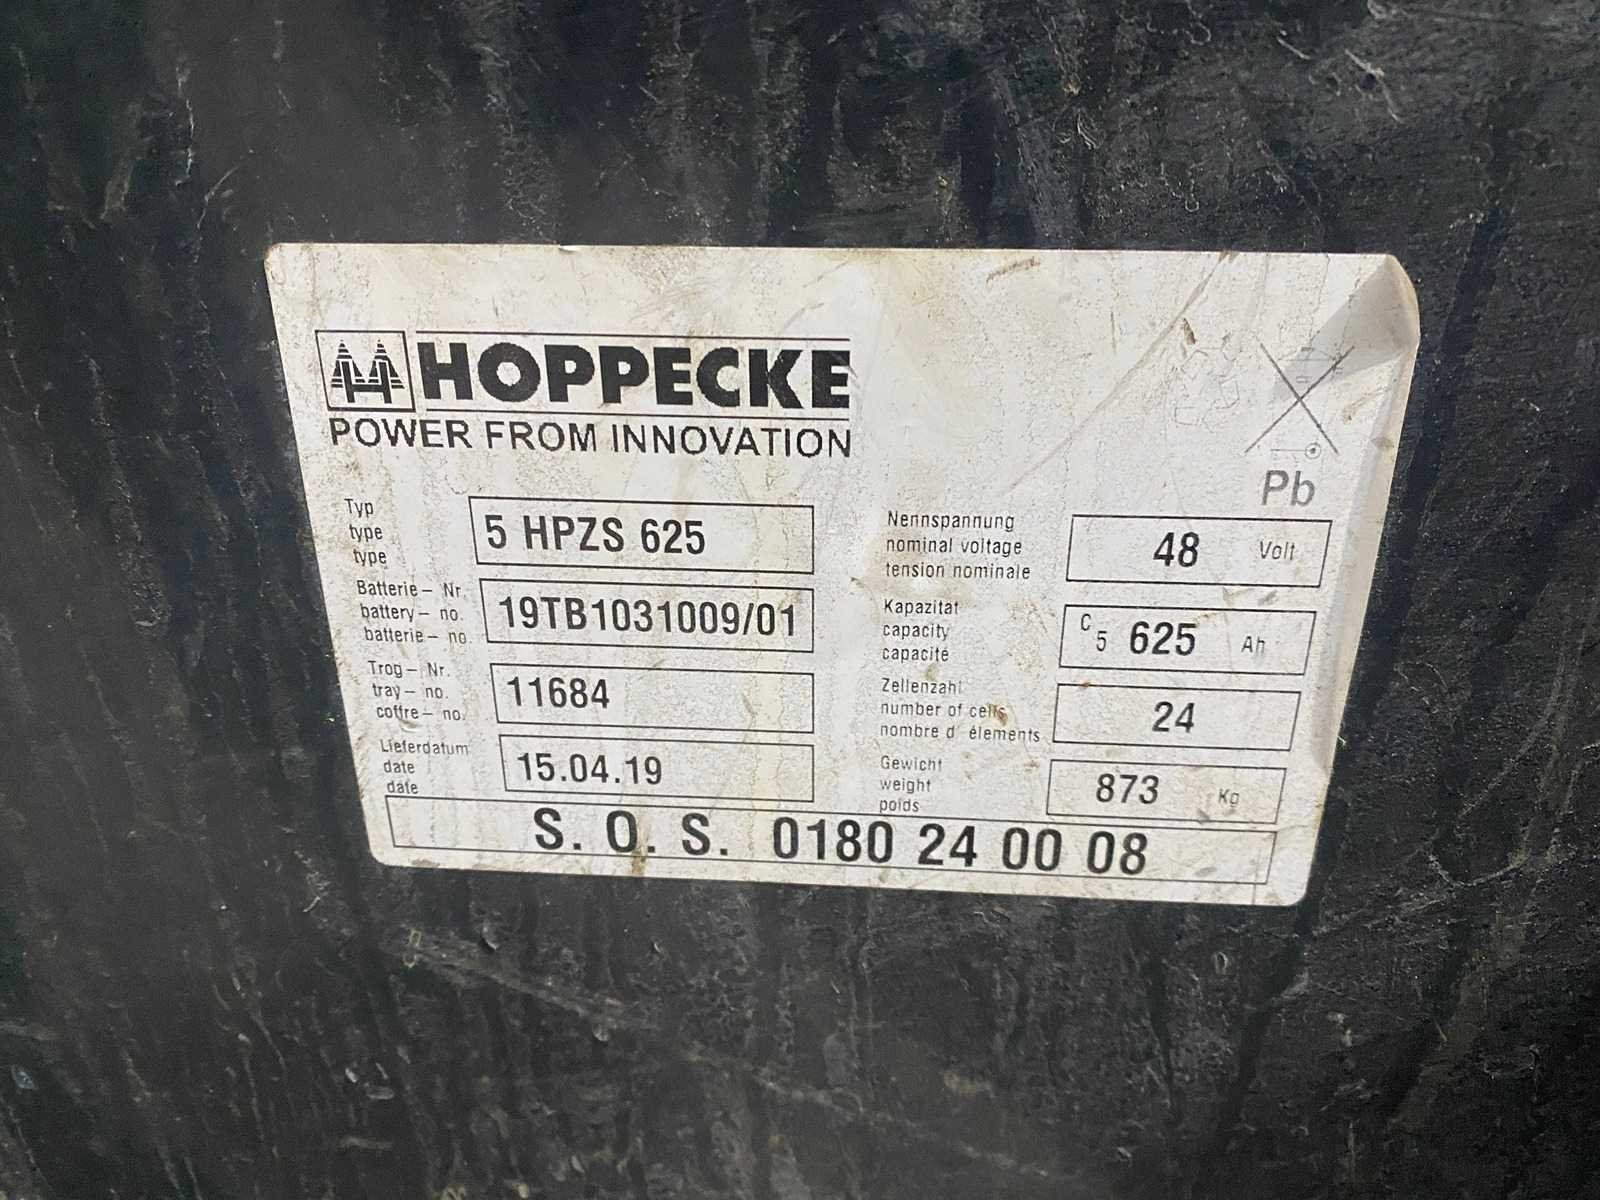 HOPPECKE
POWER FROM INNOVATION
Pb
Typ
type
type
5 HPZS 625
Batterie – Nr.
battery – no.
batterie – no.
19TB1031009/01
Trog – Nr.
tray – no.
coffre – no.
11684
Lieferdatum
date
date
15.04.19
Nennspannung
nominal voltage
tension nominale
48 Volt
Kapazität
capacity
capacité
C5 625 Ah
Zellenzahl
number of cells
nombre d' élements
24
Gewicht
weight
poids
873 Kg
S. O. S. 0180 24 00 08